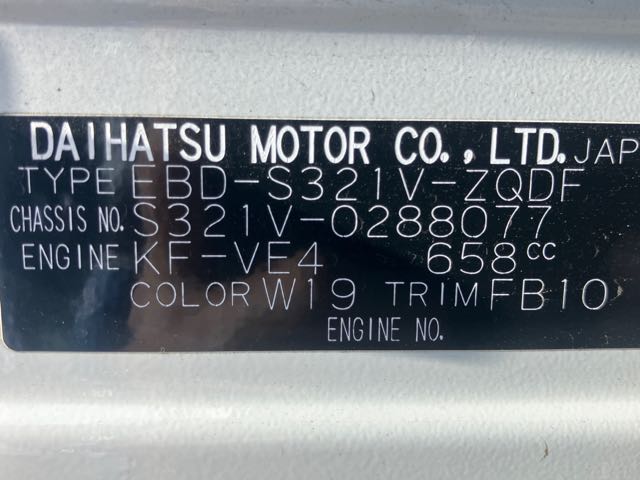 DAIHATSU MOTOR CO., LTD. JAP
TYPE EBD-S321V-ZQDF
CHASSIS NO. S321V-0288077
ENGINE KF-VE4 658cc
COLOR W19 TRIM FB10
ENGINE NO.